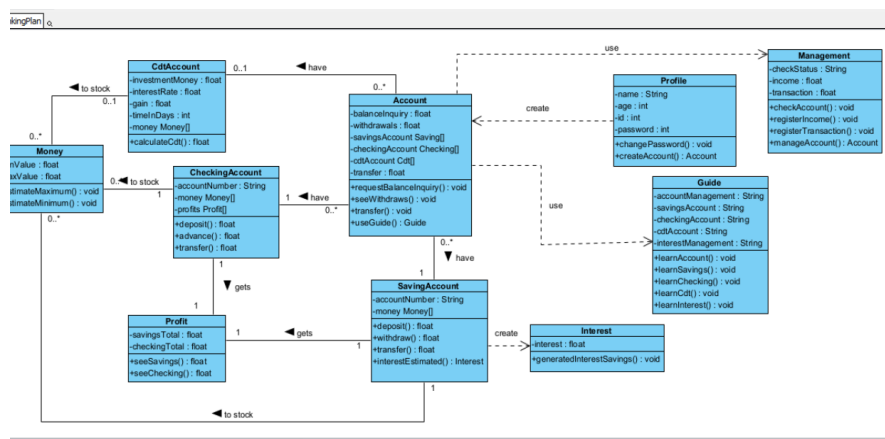 kingPlan
use
CdtAccount
-investmentMoney : float
-interestRate : float
-gain : float
-timeInDays : int
-money Money[]
+calculateCdt() : float
0..1
have
0..*
to stock
0..1
0..*
Management
-checkStatus : String
-income : float
-transaction : float
+checkAccount() : void
+registerIncome() : void
+registerTransaction() : void
+manageAccount() : Account
Profile
-name : String
-age : int
-id : int
-password : int
+changePassword() : void
+createAccount() : Account
create
Account
-balanceInquiry : float
-withdrawals : float
-savingsAccount Saving[]
-checkingAccount Checking[]
-cdtAccount Cdt[]
-transfer : float
+requestBalanceInquiry() : void
+seeWithdraws() : void
+transfer() : void
+useGuide() : Guide
Money
nValue : float
axValue : float
stimateMaximum() : void
stimateMinimum() : void
0..*
0..*
to stock
1
CheckingAccount
-accountNumber : String
-money Money[]
-profits Profit[]
+deposit() : float
+advance() : float
+transfer() : float
1
have
0..*
use
Guide
-accountManagement : String
-savingsAccount : String
-checkingAccount : String
-cdtAccount : String
-interestManagement : String
+learnAccount() : void
+learnSavings() : void
+learnChecking() : void
+learnCdt() : void
+learnInterest() : void
0..*
have
1
1
gets
1
SavingAccount
-accountNumber : String
-money Money[]
+deposit() : float
+withdraw() : float
+transfer() : float
+interestEstimated() : Interest
Profit
-savingsTotal : float
-checkingTotal : float
+seeSavings() : float
+seeChecking() : float
1
gets
1
create
Interest
-interest : float
+generatedInterestSavings() : void
1
to stock